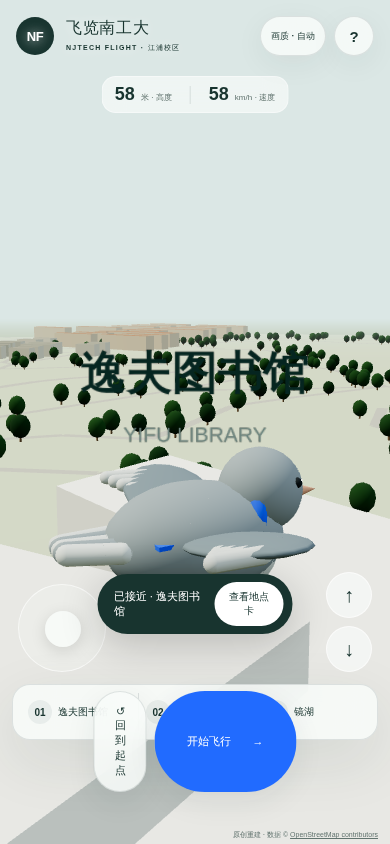 NF
飞览南工大
NJTECH FLIGHT · 江浦校区
画质 · 自动
?
58 米 · 高度
58 km/h · 速度
逸夫图书馆
YIFU LIBRARY
已接近 · 逸夫图书
馆
查看地点
卡
↑
↓
01 逸夫图书
02
镜湖
↺
回
到
起
点
开始飞行 →
原创重建 · 数据 © OpenStreetMap contributors